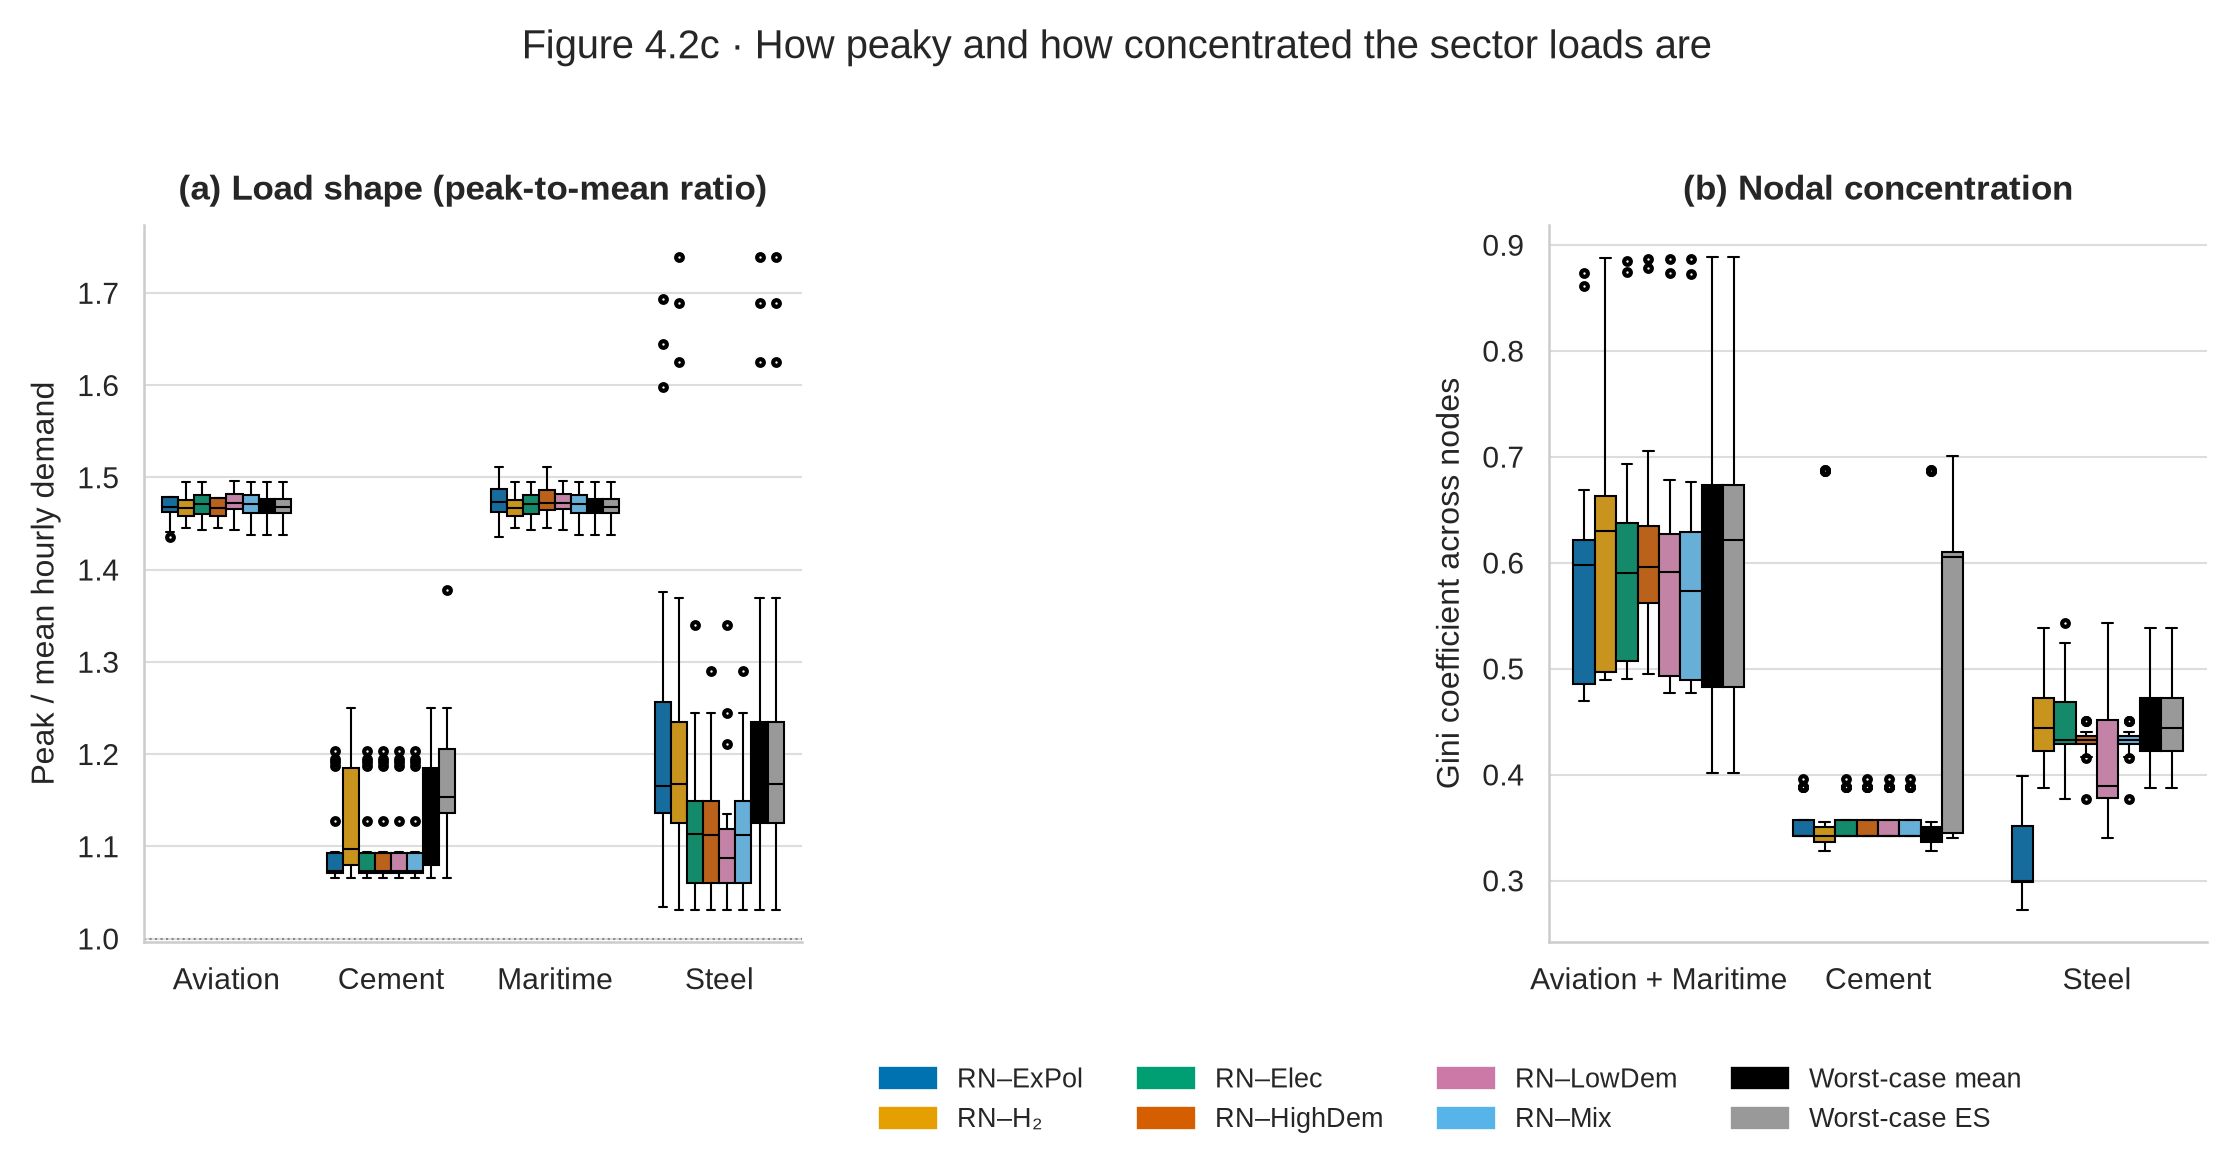 Figure 4.2c · How peaky and how concentrated the sector loads are
(a) Load shape (peak-to-mean ratio)
Peak / mean hourly demand
1.7
1.6
1.5
1.4
1.3
1.2
1.1
1.0
Aviation
Cement
Maritime
Steel
(b) Nodal concentration
Gini coefficient across nodes
0.9
0.8
0.7
0.6
0.5
0.4
0.3
Aviation + Maritime
Cement
Steel
RN–ExPol
RN–H₂
RN–Elec
RN–HighDem
RN–LowDem
RN–Mix
Worst-case mean
Worst-case ES